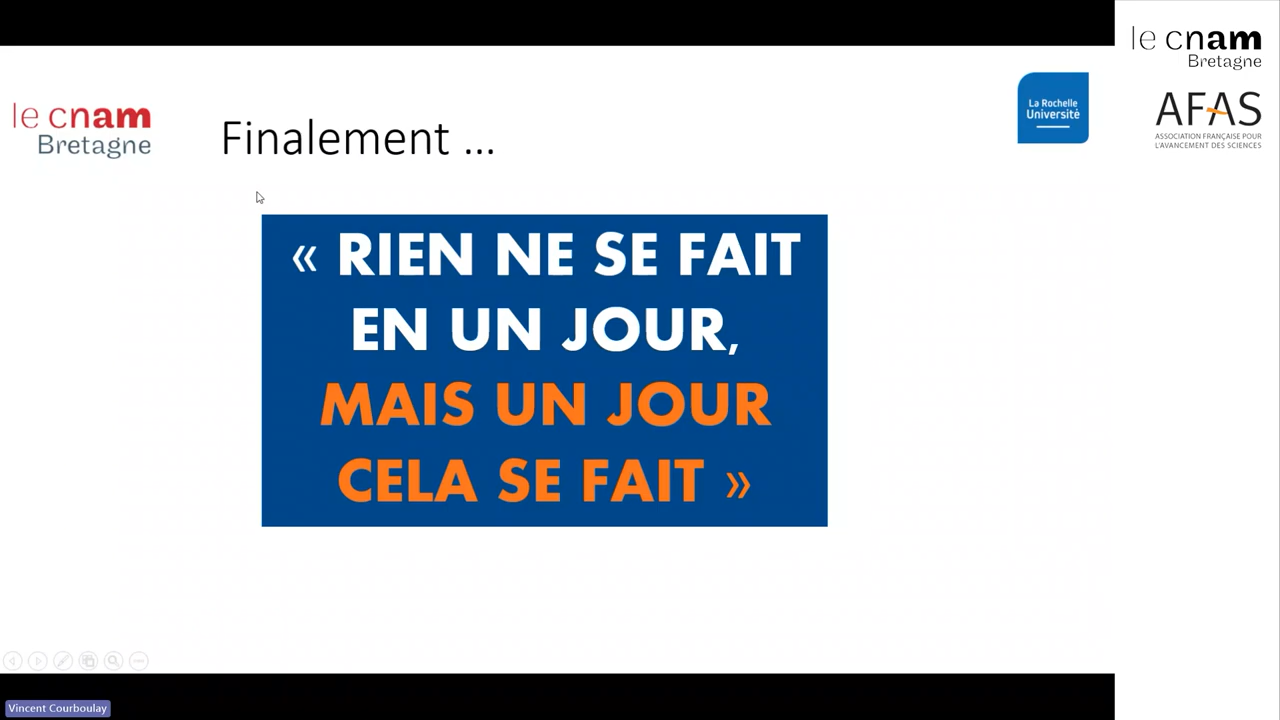 le cnam
Bretagne
Finalement ...
La Rochelle
Université
le cnam
Bretagne
AFAS
ASSOCIATION FRANÇAISE POUR
L'AVANCEMENT DES SCIENCES
« RIEN NE SE FAIT
EN UN JOUR,
MAIS UN JOUR
CELA SE FAIT »
Vincent Courboulay